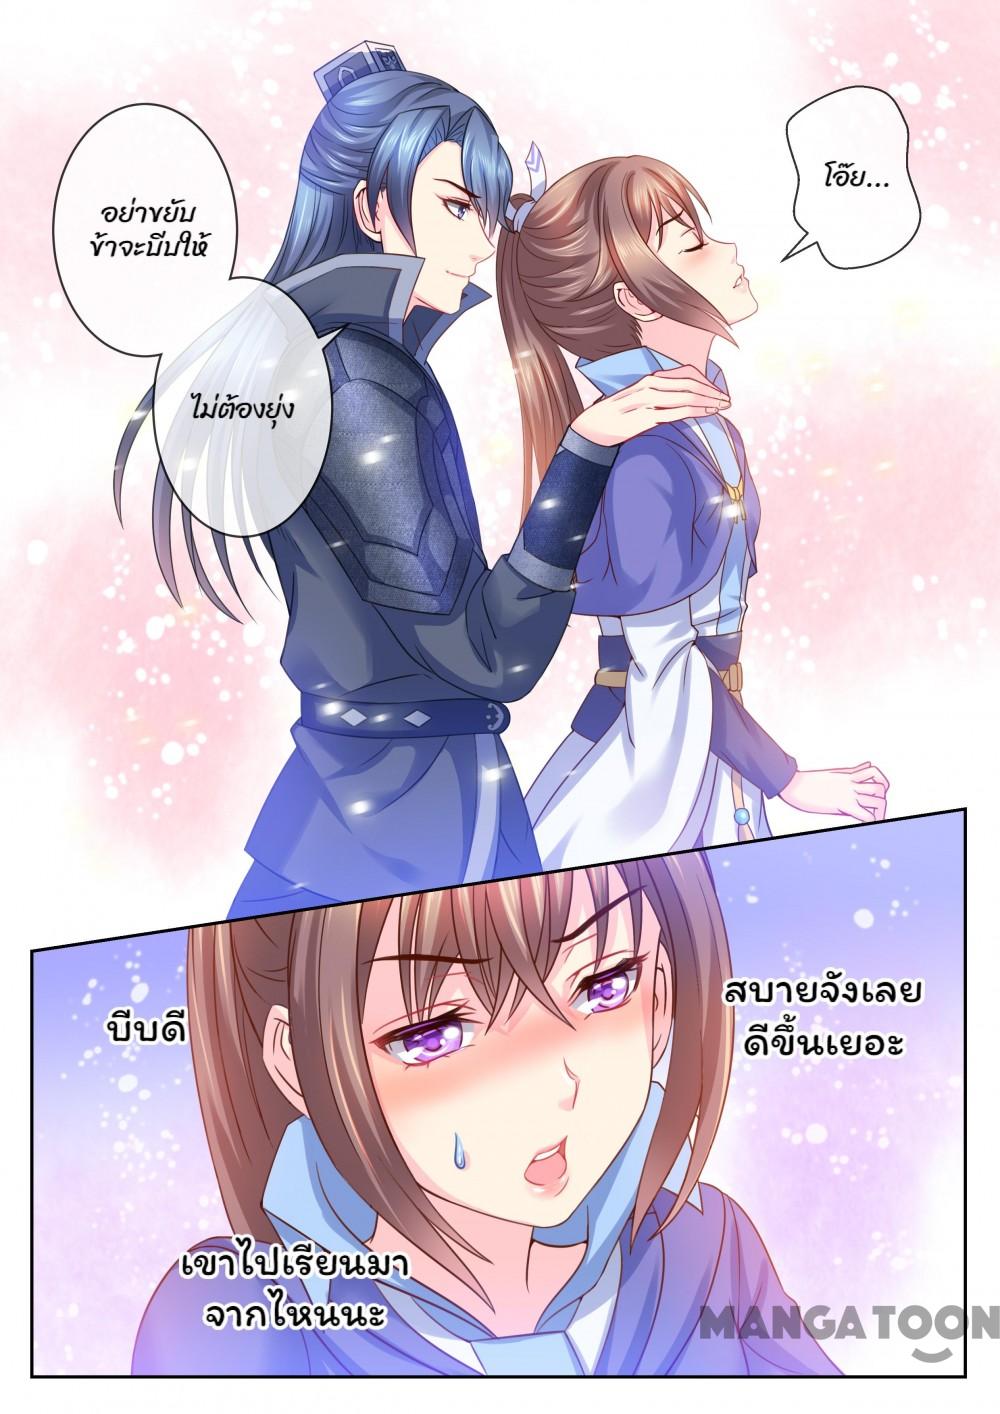 อย่าขยับ
ข้าจะบีบให้
ไม่ต้องยุ่ง
โอ๊ย...
บีบดี
สบายจังเลย
ดีขึ้นเยอะ
เขาไปเรียนมา
จากไหนนะ
MANGATOON